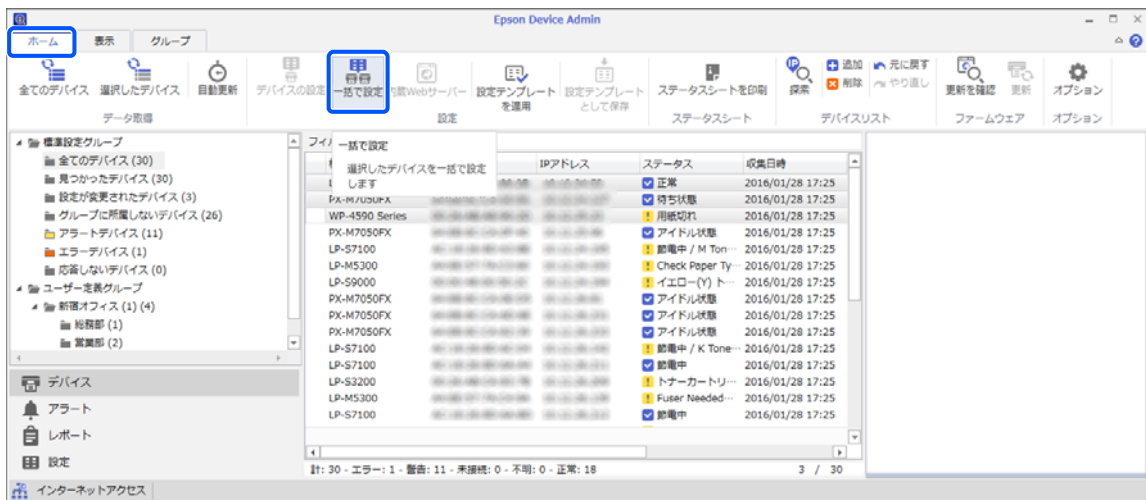 Epson Device Admin
ホーム 表示 グループ
全てのデバイス 選択したデバイス 自動更新 デバイスの設定 一括で設定 内蔵Webサーバー 設定テンプレートを適用 設定テンプレートとして保存 ステータスシートを印刷 探索 追加 削除 元に戻す やり直し 更新を確認 更新 オプション
データ取得 設定 ステータスシート デバイスリスト ファームウェア オプション
標準設定グループ
全てのデバイス (30)
見つかったデバイス (30)
設定が変更されたデバイス (3)
グループに所属しないデバイス (26)
アラートデバイス (11)
エラーデバイス (1)
応答しないデバイス (0)
ユーザー定義グループ
新宿オフィス (1) (4)
総務部 (1)
営業部 (2)
デバイス
アラート
レポート
設定
フィル
一括で設定
選択したデバイスを一括で設定
します
IPアドレス ステータス 収集日時
正常 2016/01/28 17:25
PX-M7050FX 待ち状態 2016/01/28 17:25
WP-4590 Series 用紙切れ 2016/01/28 17:25
PX-M7050FX アイドル状態 2016/01/28 17:25
LP-S7100 節電中 / M Ton… 2016/01/28 17:25
LP-M5300 Check Paper Ty… 2016/01/28 17:25
LP-S9000 イエロー(Y) ト… 2016/01/28 17:25
PX-M7050FX アイドル状態 2016/01/28 17:25
PX-M7050FX アイドル状態 2016/01/28 17:25
PX-M7050FX アイドル状態 2016/01/28 17:25
LP-S7100 節電中 / K Tone… 2016/01/28 17:25
LP-S7100 節電中 2016/01/28 17:25
LP-S3200 トナーカートリ… 2016/01/28 17:25
LP-M5300 Fuser Needed… 2016/01/28 17:25
LP-S7100 節電中 2016/01/28 17:25
計: 30 - エラー: 1 - 警告: 11 - 未接続: 0 - 不明: 0 - 正常: 18 3 / 30
インターネットアクセス